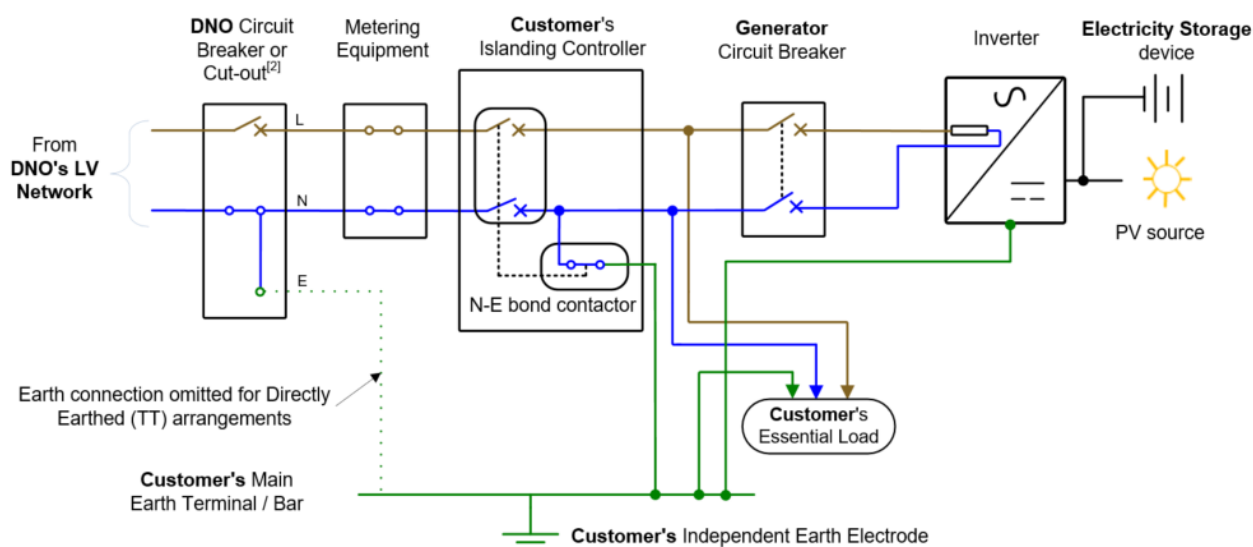 DNO Circuit
Breaker or
Cut-out[2]
Metering
Equipment
Customer's
Islanding Controller
Generator
Circuit Breaker
Inverter
Electricity Storage
device
From
DNO's LV
Network
L
N
E
N-E bond contactor
PV source
Earth connection omitted for Directly
Earthed (TT) arrangements
Customer's
Essential Load
Customer's Main
Earth Terminal / Bar
Customer's Independent Earth Electrode